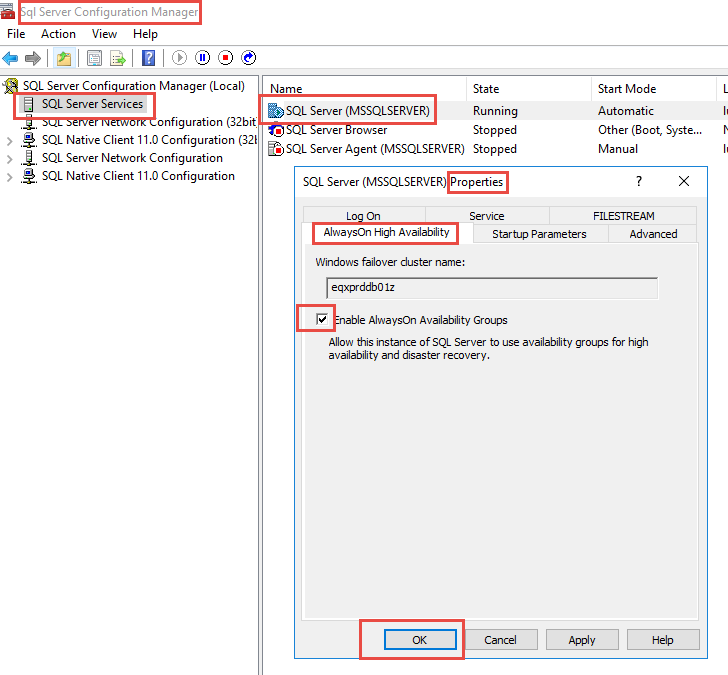 Sql Server Configuration Manager
File Action View Help
SQL Server Configuration Manager (Local)
SQL Server Services
SQL Server Network Configuration (32bit
SQL Native Client 11.0 Configuration (32b
SQL Server Network Configuration
SQL Native Client 11.0 Configuration
Name State Start Mode
SQL Server (MSSQLSERVER) Running Automatic
SQL Server Browser Stopped Other (Boot, Syste...
SQL Server Agent (MSSQLSERVER) Stopped Manual
SQL Server (MSSQLSERVER) Properties ?
Log On Service FILESTREAM
AlwaysOn High Availability Startup Parameters Advanced
Windows failover cluster name:
eqxprddb01z
Enable AlwaysOn Availability Groups
Allow this instance of SQL Server to use availability groups for high
availability and disaster recovery.
OK Cancel Apply Help